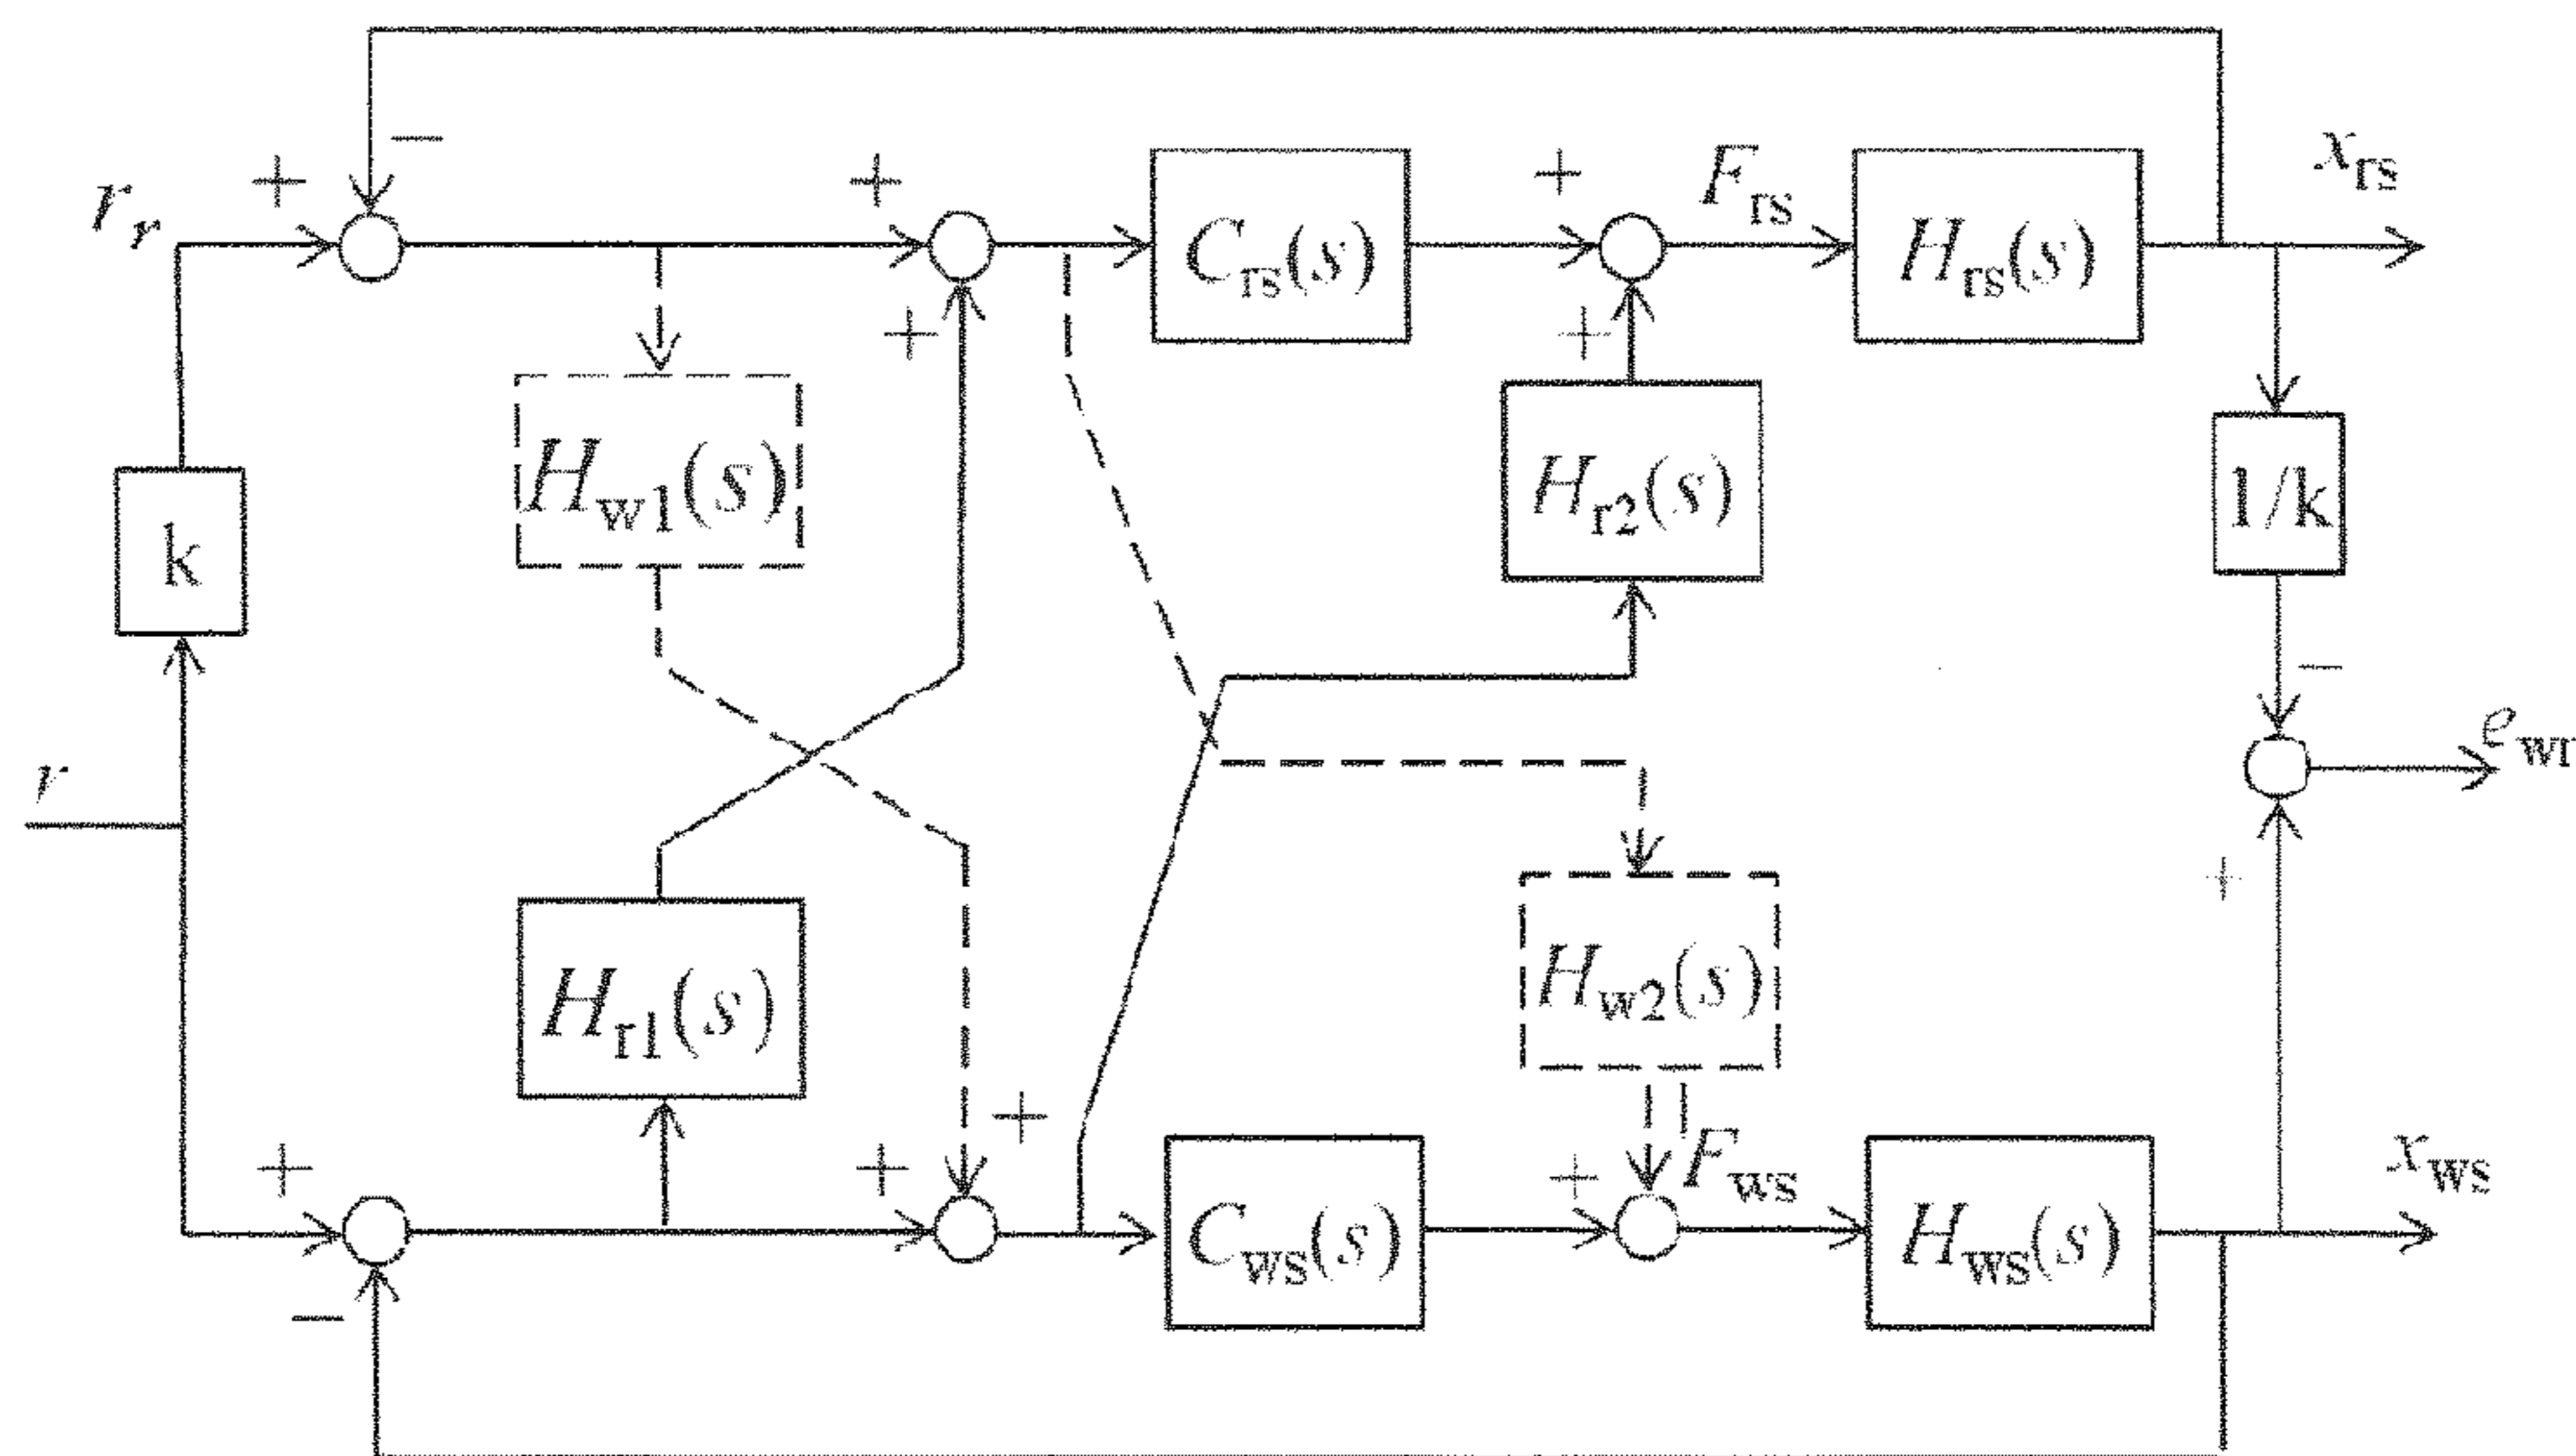 −
+
r_r
+
C_rs(s)
+
F_rs
H_rs(s)
x_rs
+
+
H_w1(s)
k
H_r2(s)
1/k
−
r
e_wr
H_r1(s)
H_w2(s)
+
+
+
+
C_ws(s)
+
F_ws
H_ws(s)
x_ws
−